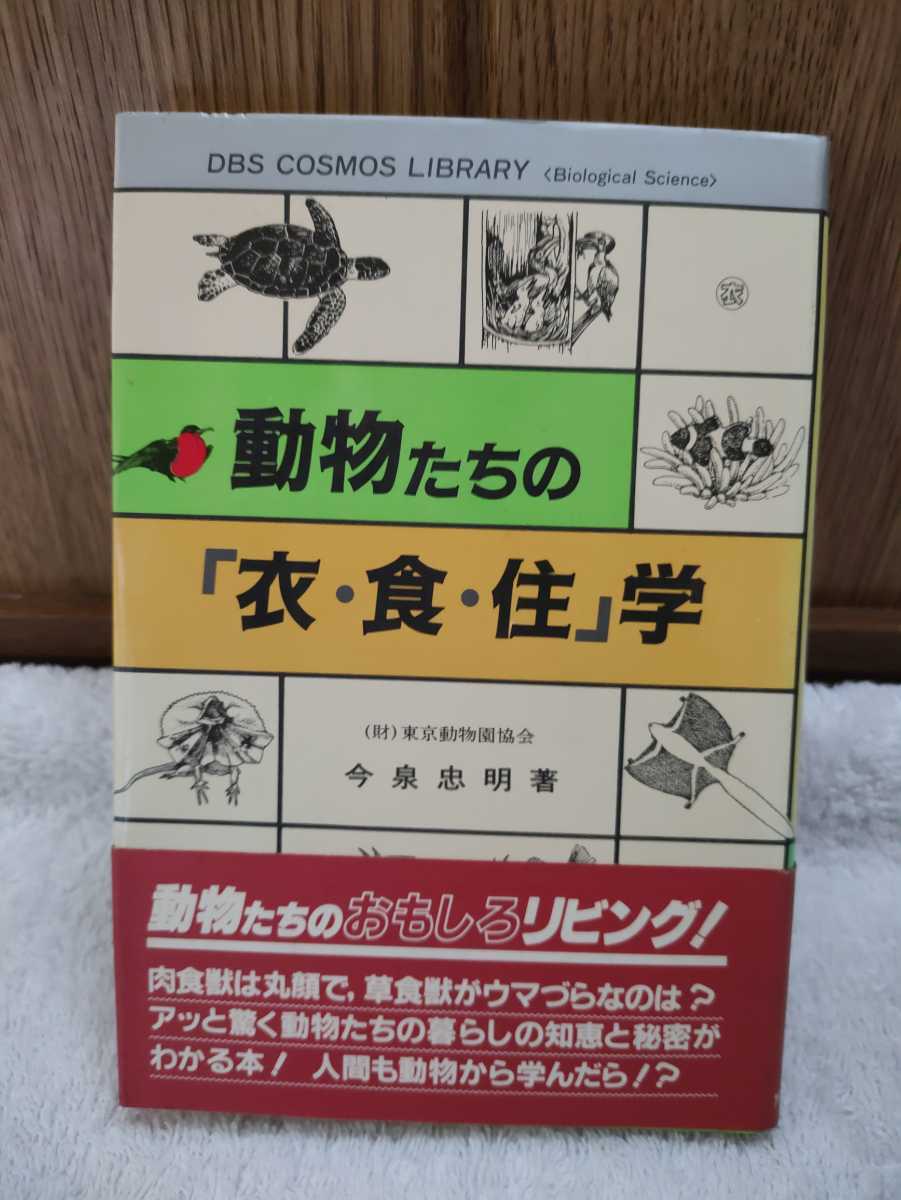 DBS COSMOS LIBRARY 〈Biological Science〉
衣
動物たちの
「衣・食・住」学
(財)東京動物園協会
今泉忠明著
動物たちのおもしろリビング!
肉食獣は丸顔で,草食獣がウマづらなのは?
アッと驚く動物たちの暮らしの知恵と秘密が
わかる本! 人間も動物から学んだら!?